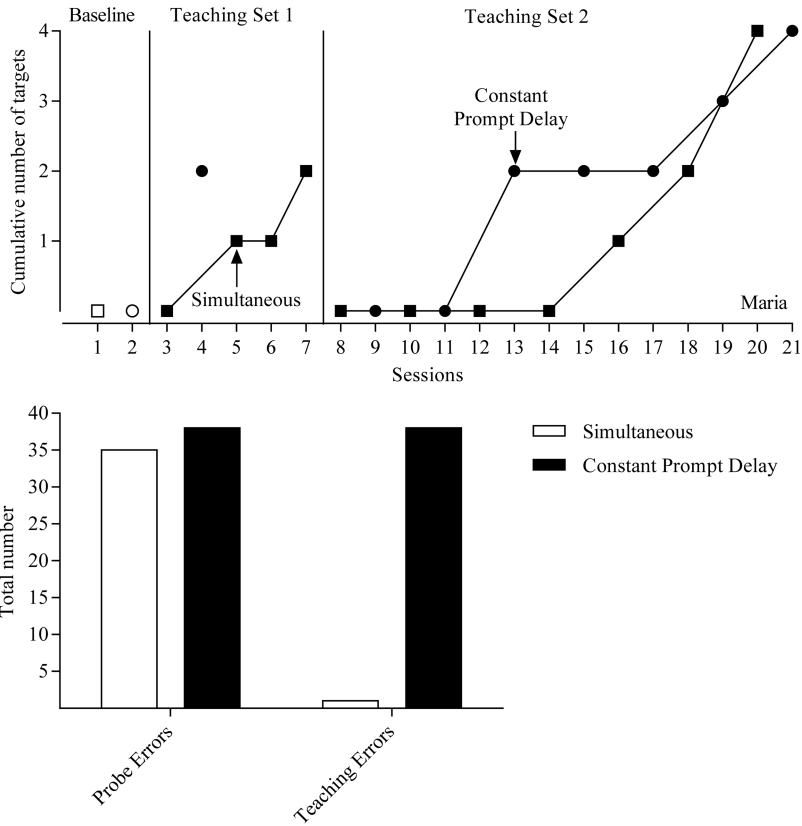 Baseline
Teaching Set 1
Teaching Set 2
Cumulative number of targets
4
3
2
1
Constant
Prompt Delay
Simultaneous
Maria
1 2 3 4 5 6 7 8 9 10 11 12 13 14 15 16 17 18 19 20 21
Sessions
Total number
40
35
30
25
20
15
10
5
Simultaneous
Constant Prompt Delay
Probe Errors
Teaching Errors